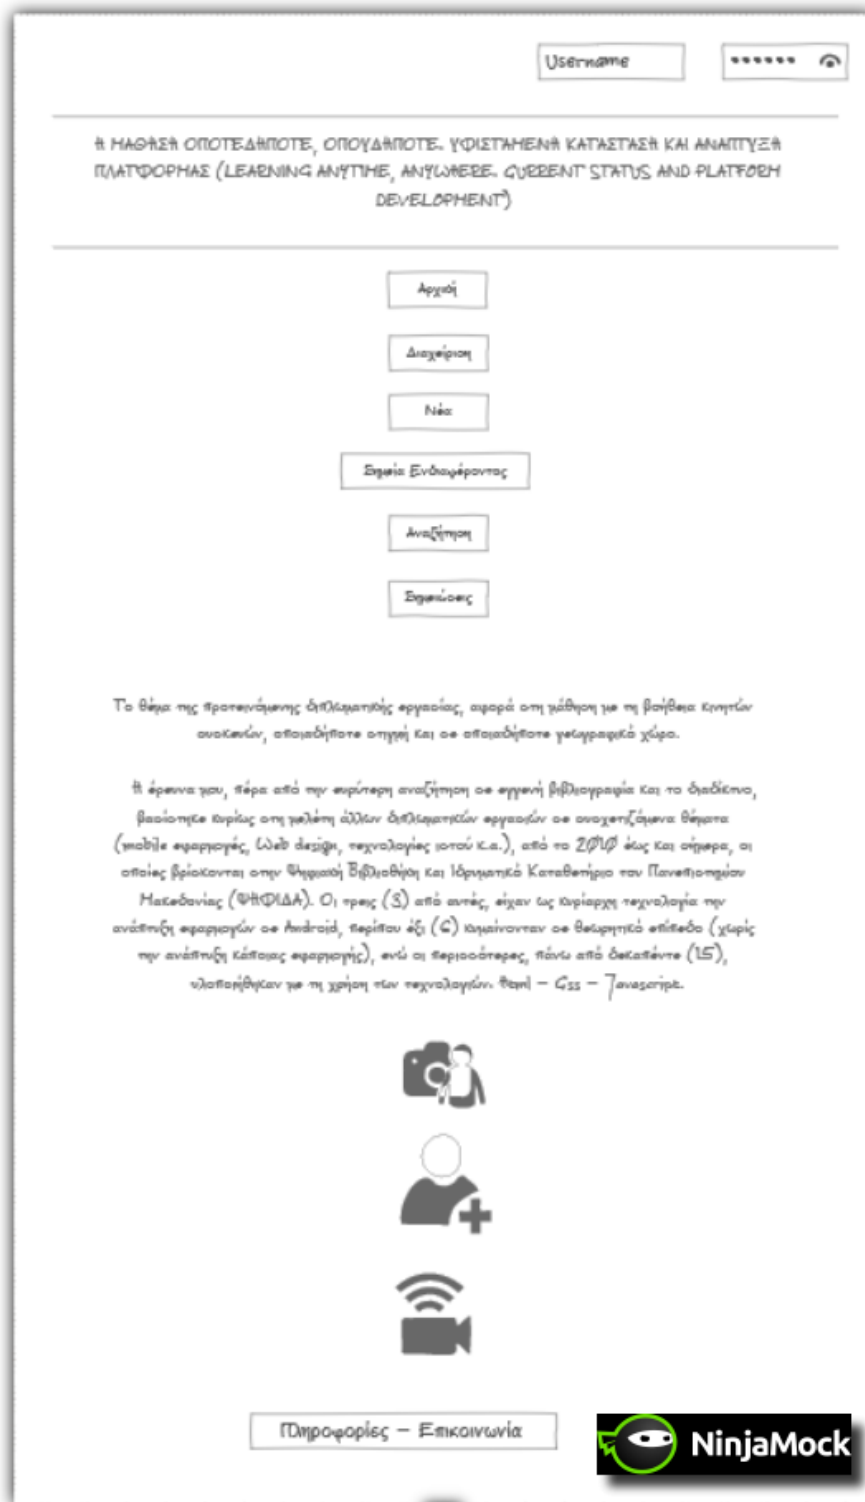 Username
••••••
Η ΜΑΘΗΣΗ ΟΠΟΤΕΔΗΠΟΤΕ, ΟΠΟΥΔΗΠΟΤΕ. ΥΦΙΣΤΑΜΕΝΗ ΚΑΤΑΣΤΑΣΗ ΚΑΙ ΑΝΑΠΤΥΞΗ
ΠΛΑΤΦΟΡΜΑΣ (LEARNING ANYTIME, ANYWHERE. CURRENT STATUS AND PLATFORM
DEVELOPMENT)
Αρχική
Διαχείριση
Νέα
Σημεία Ενδιαφέροντος
Αναζήτηση
Σημειώσεις
Το θέμα της προτεινόμενης διπλωματικής εργασίας, αφορά στη μάθηση με τη βοήθεια κινητών
συσκευών, οποιαδήποτε στιγμή και σε οποιαδήποτε γεωγραφικό χώρο.
Η έρευνα μου, πέρα από την ευρύτερη αναζήτηση σε εγγενή βιβλιογραφία και το διαδίκτυο,
βασίστηκε κυρίως στη μελέτη άλλων διπλωματικών εργασιών σε συσχετιζόμενα θέματα
(mobile εφαρμογές, Web design, τεχνολογίες ιστού κ.α.), από το 2010 έως και σήμερα, οι
οποίες βρίσκονται στην Ψηφιακή Βιβλιοθήκη και Ιδρυματικό Καταθετήριο του Πανεπιστημίου
Μακεδονίας (ΨΗΦΙΔΑ). Οι τρεις (3) από αυτές, είχαν ως κυρίαρχη τεχνολογία την
ανάπτυξη εφαρμογών σε Android, περίπου έξι (6) κυμαίνονταν σε θεωρητικό επίπεδο (χωρίς
την ανάπτυξη κάποιας εφαρμογής), ενώ οι περισσότερες, πάνω από δεκαπέντε (15),
υλοποιήθηκαν με τη χρήση των τεχνολογιών. Html – Css – Javascript.
Πληροφορίες – Επικοινωνία
NinjaMock